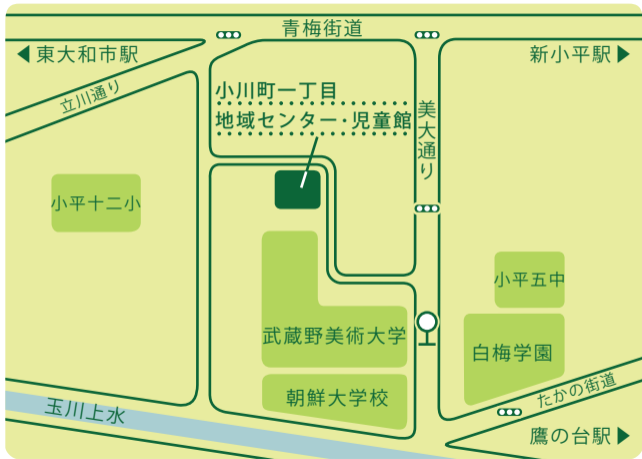 青梅街道
◀東大和市駅
新小平駅▶
立川通り
小川町一丁目
地域センター・児童館
美大通り
小平十二小
小平五中
武蔵野美術大学
白梅学園
朝鮮大学校
たかの街道
玉川上水
鷹の台駅▶